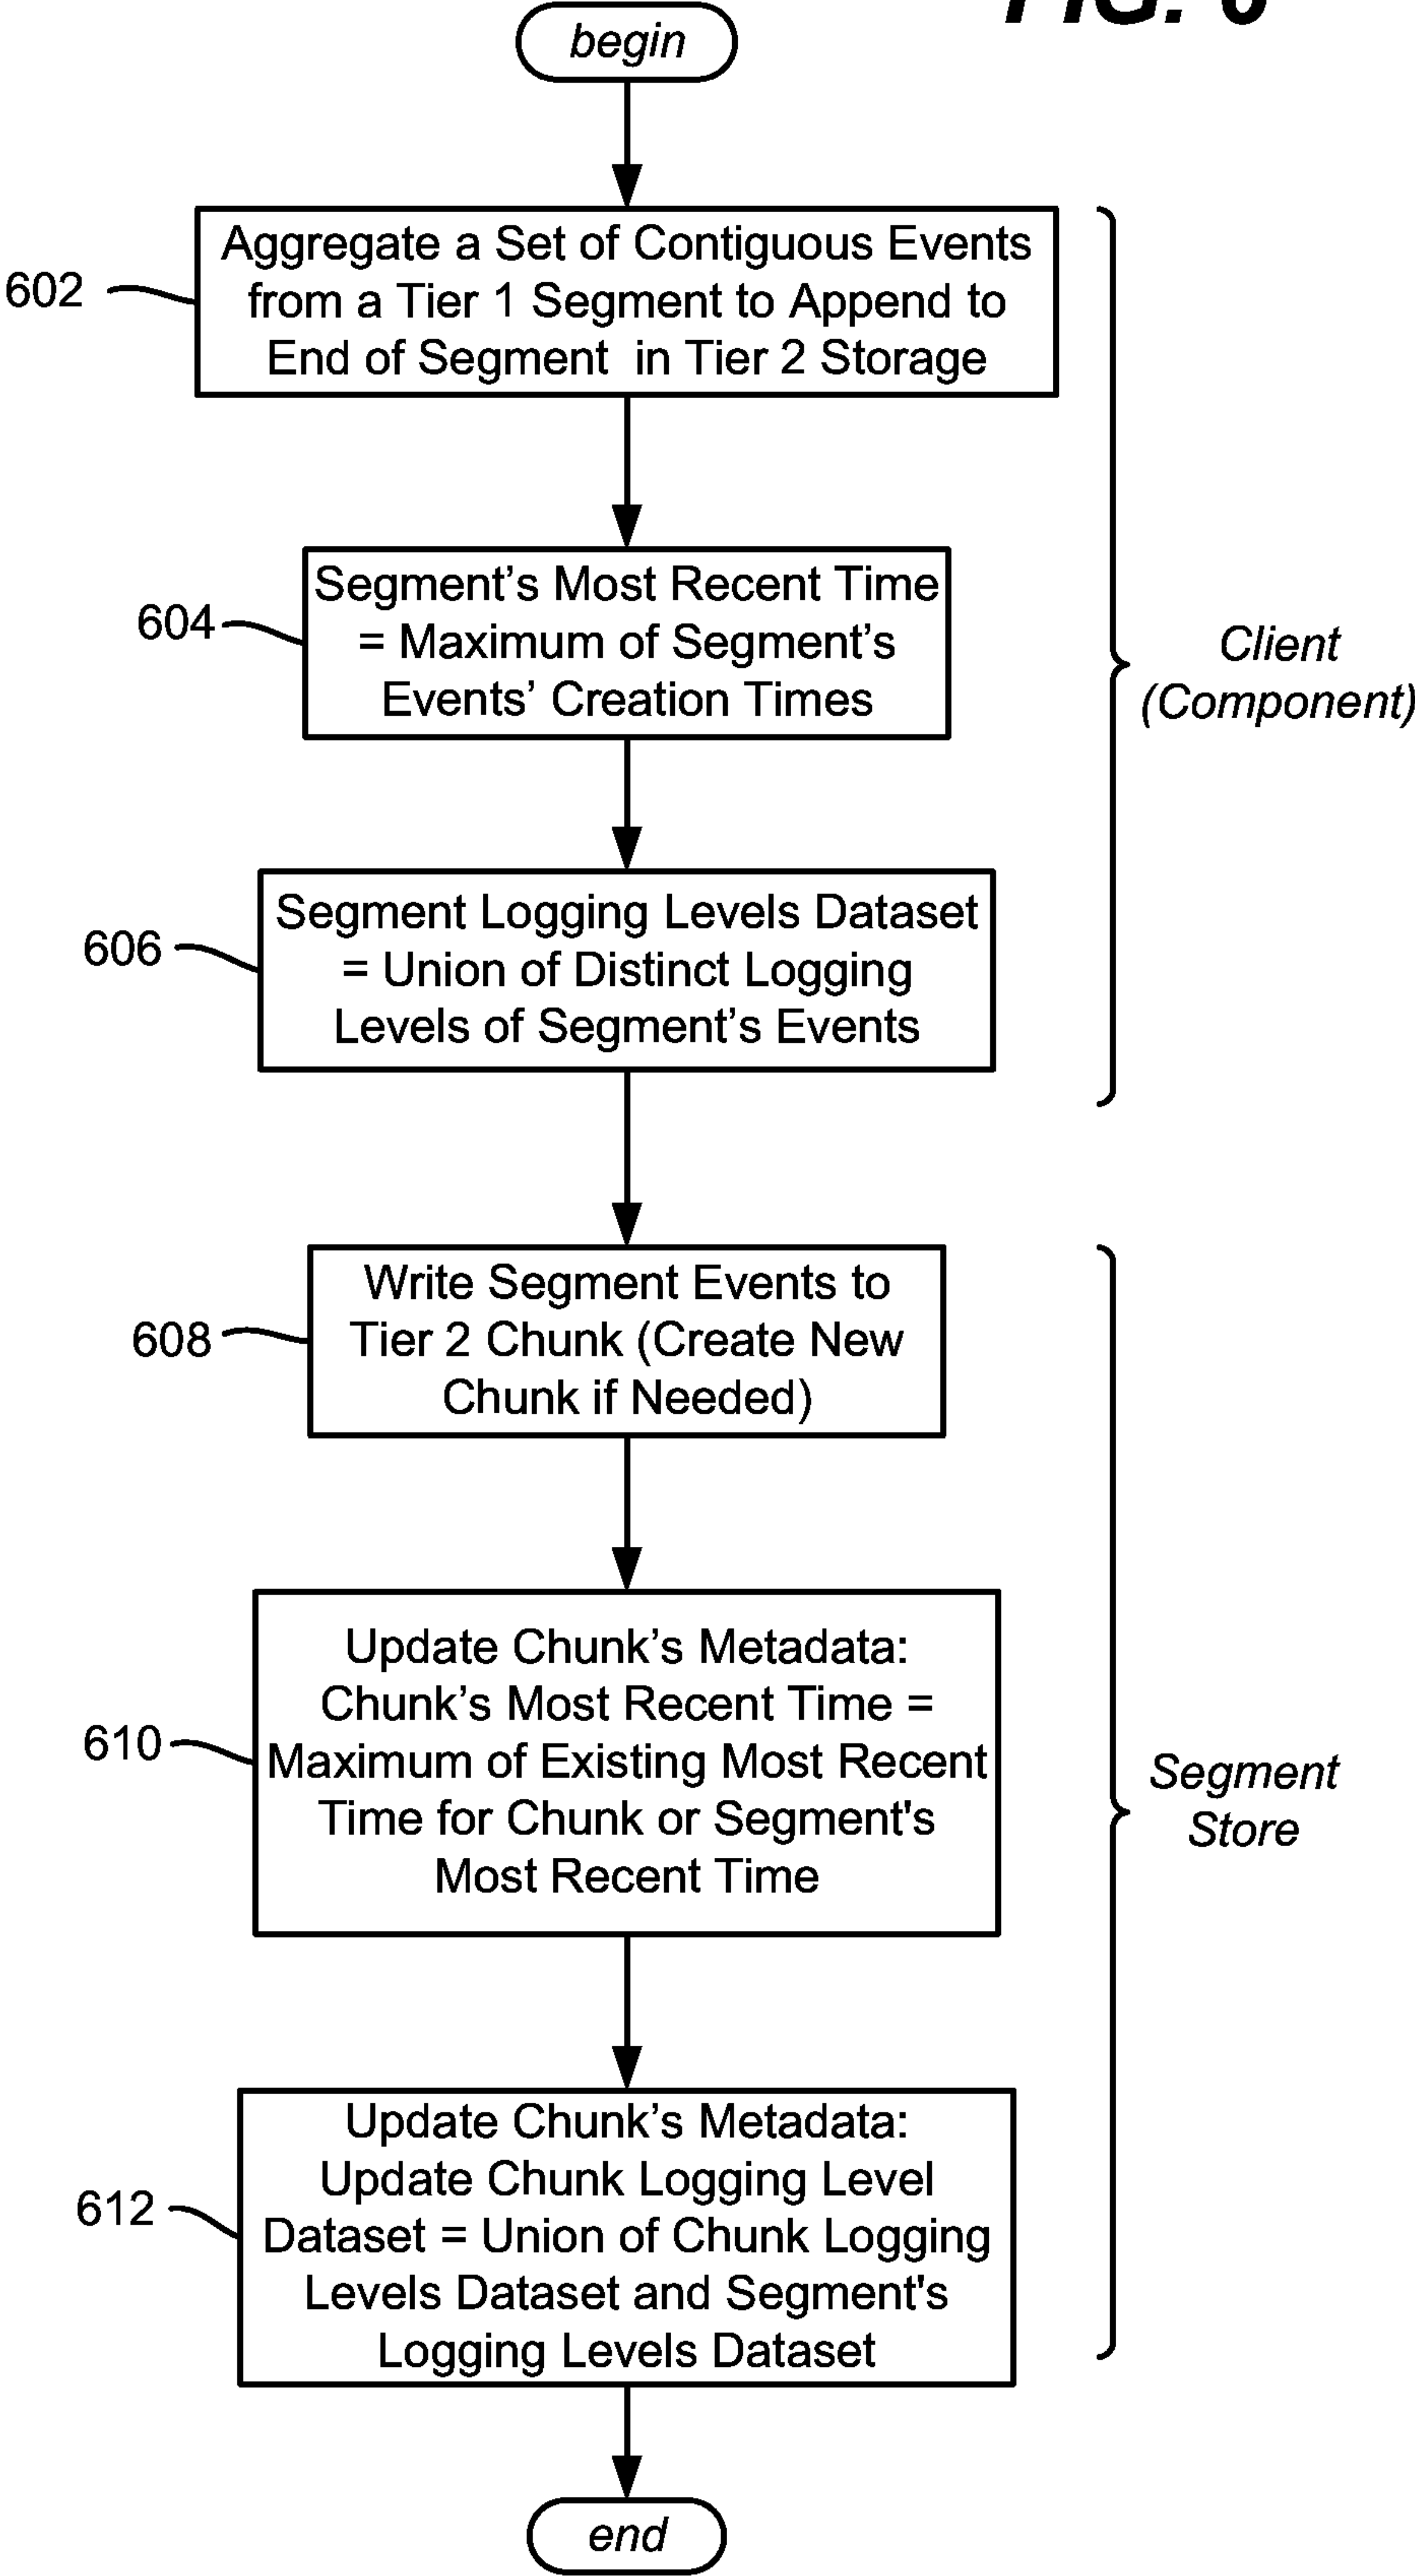 begin
602
Aggregate a Set of Contiguous Events
from a Tier 1 Segment to Append to
End of Segment in Tier 2 Storage
604
Segment’s Most Recent Time
= Maximum of Segment’s
Events’ Creation Times
Client
(Component)
606
Segment Logging Levels Dataset
= Union of Distinct Logging
Levels of Segment’s Events
608
Write Segment Events to
Tier 2 Chunk (Create New
Chunk if Needed)
610
Update Chunk’s Metadata:
Chunk’s Most Recent Time =
Maximum of Existing Most Recent
Time for Chunk or Segment's
Most Recent Time
Segment
Store
612
Update Chunk’s Metadata:
Update Chunk Logging Level
Dataset = Union of Chunk Logging
Levels Dataset and Segment's
Logging Levels Dataset
end